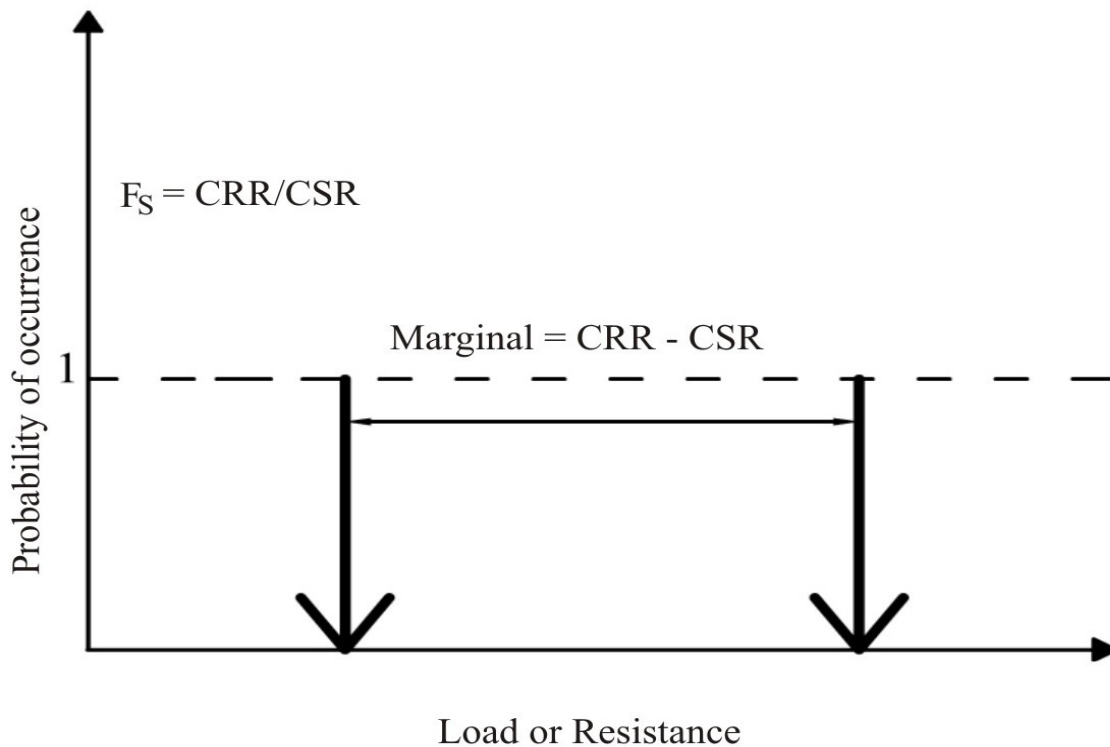 F_S = CRR/CSR
Marginal = CRR - CSR
1
Probability of occurrence
Load or Resistance